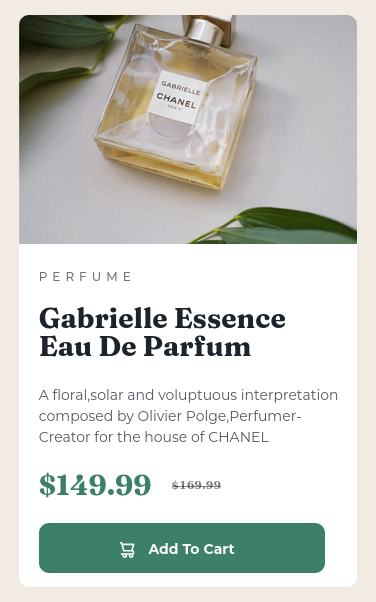 GABRIELLE
CHANEL
PARIS
PERFUME
Gabrielle Essence
Eau De Parfum
A floral,solar and voluptuous interpretation
composed by Olivier Polge,Perfumer-
Creator for the house of CHANEL
$149.99 $169.99
Add To Cart